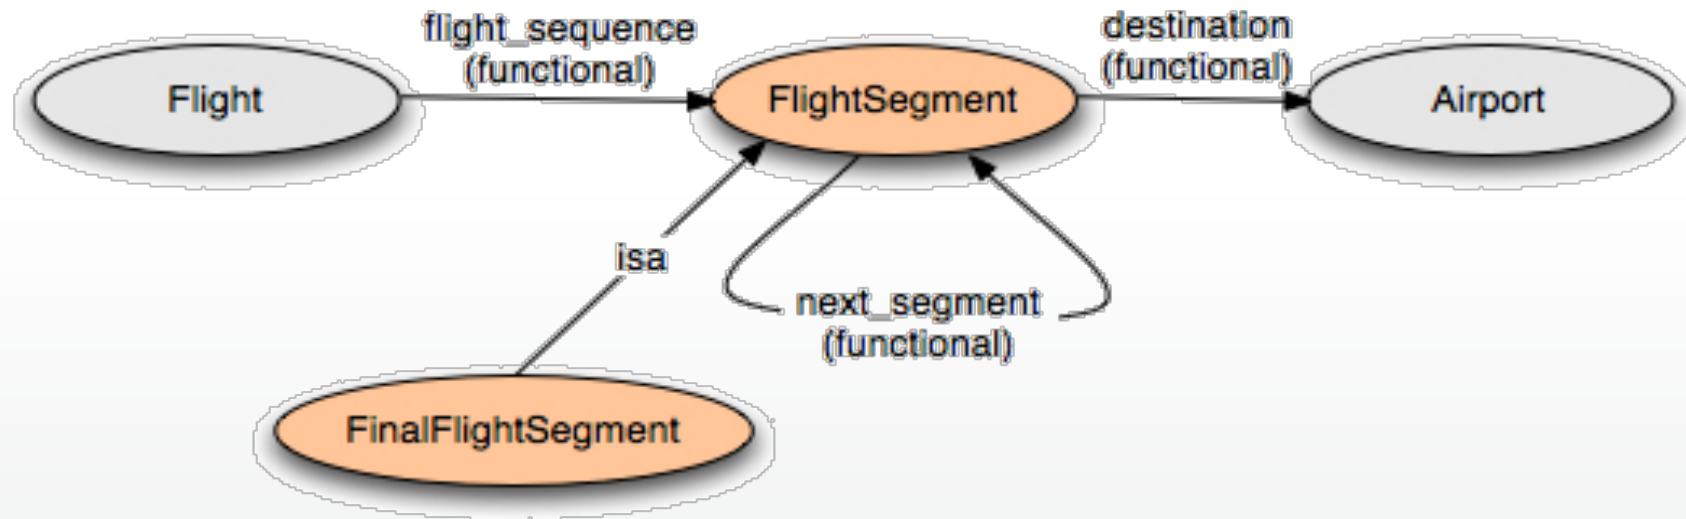 flight_sequence
(functional)
destination
(functional)
Flight
FlightSegment
Airport
isa
next_segment
(functional)
FinalFlightSegment